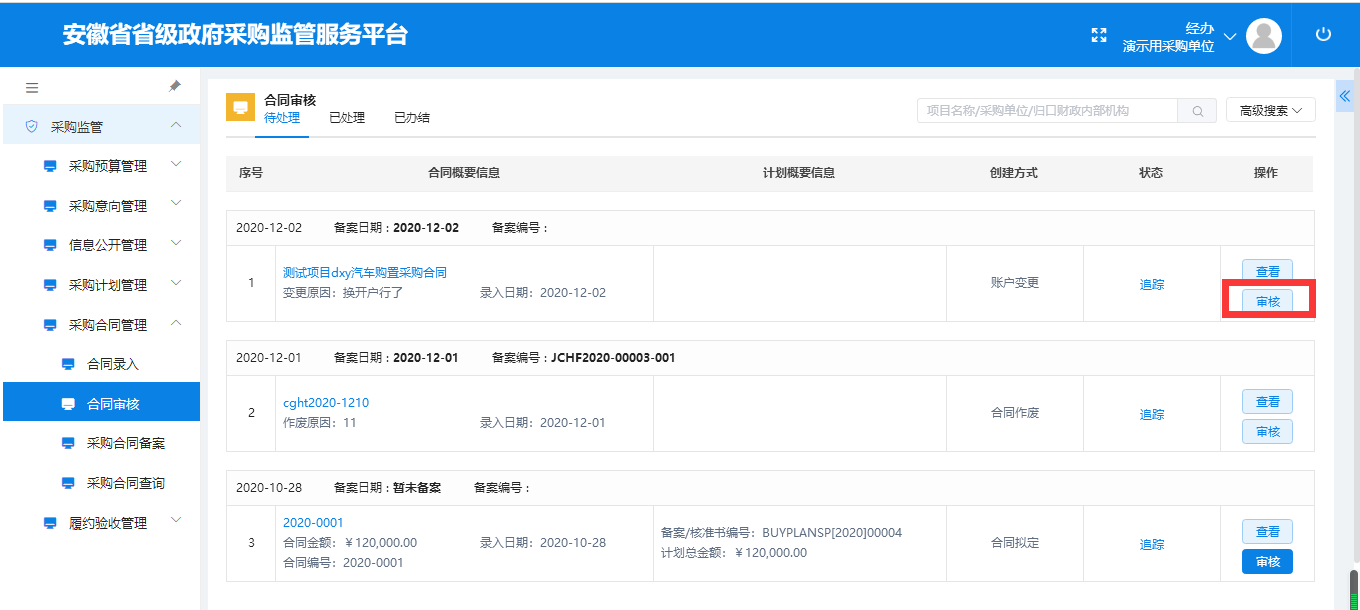 安徽省省级政府采购监管服务平台
经办
演示用采购单位
采购监管
采购预算管理
采购意向管理
信息公开管理
采购计划管理
采购合同管理
合同录入
合同审核
采购合同备案
采购合同查询
履约验收管理
合同审核
待处理 已处理 已办结
项目名称/采购单位/归口财政内部机构
高级搜索
序号 合同概要信息 计划概要信息 创建方式 状态 操作
2020-12-02 备案日期：2020-12-02 备案编号：
1 测试项目dxy汽车购置采购合同 账户变更 追踪 查看
变更原因：换开户行了 录入日期：2020-12-02 审核
2020-12-01 备案日期：2020-12-01 备案编号：JCHF2020-00003-001
2 cght2020-1210 合同作废 追踪 查看
作废原因：11 录入日期：2020-12-01 审核
2020-10-28 备案日期：暂未备案 备案编号：
3 2020-0001 合同拟定 追踪 查看
合同金额：￥120,000.00 录入日期：2020-10-28 备案/核准书编号：BUYPLANSP[2020]00004
合同编号：2020-0001 计划总金额：￥120,000.00 审核